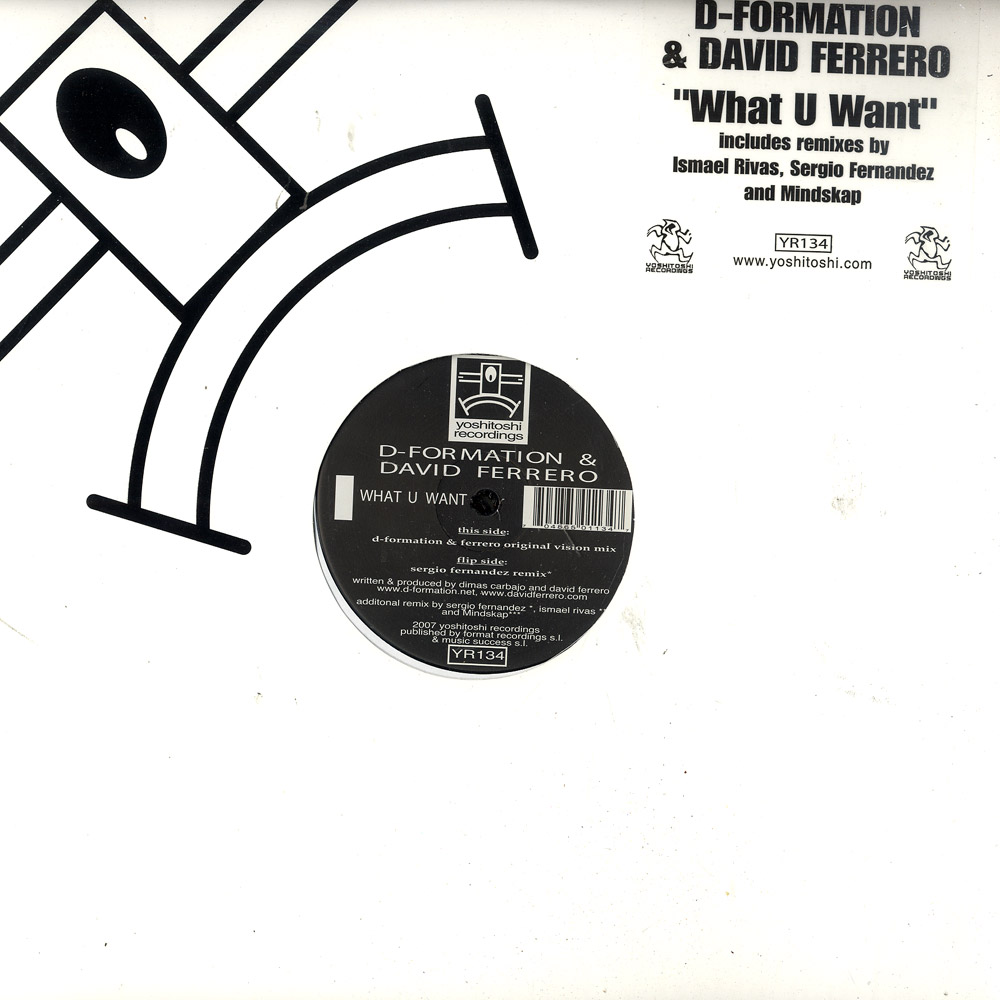 D-FORMATION
& DAVID FERRERO
"What U Want"
includes remixes by
Ismael Rivas, Sergio Fernandez
and Mindskap
YOSHITOSHI
RECORDINGS
YR134
www.yoshitoshi.com
YOSHITOSHI
RECORDINGS
yoshitoshi
recordings
D-FORMATION &
DAVID FERRERO
WHAT U WANT
04865 01134
this side:
d-formation & ferrero original vision mix
flip side:
sergio fernandez remix*
written & produced by dimas carbajo and david ferrero
www.d-formation.net, www.davidferrero.com
additonal remix by sergio fernandez *, ismael rivas **
and Mindskap***
2007 yoshitoshi recordings
published by format recordings s.l.
& music success s.l.
YR134